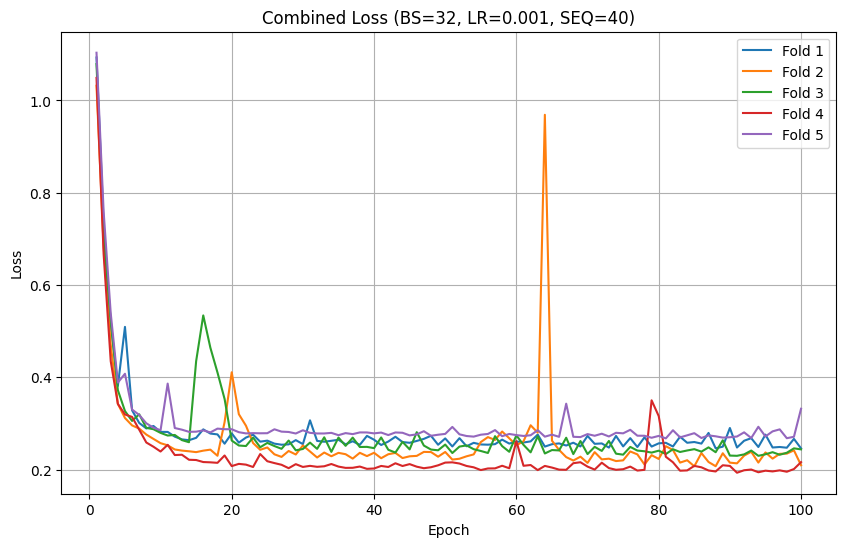 Combined Loss (BS=32, LR=0.001, SEQ=40)
Fold 1
Fold 2
Fold 3
Fold 4
Fold 5
1.0
0.8
0.6
0.4
0.2
Loss
0 20 40 60 80 100
Epoch